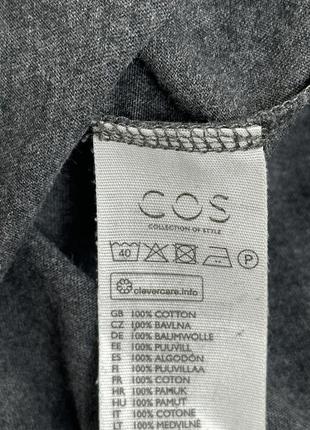 COS
COLLECTION OF STYLE
40 P
clevercare.info
GB 100% COTTON
CZ 100% BAVLNA
DE 100% BAUMWOLLE
EE 100% PUUVILL
ES 100% ALGODÓN
FI 100% PUUVILLAA
FR 100% COTON
HR 100% PAMUK
HU 100% PAMUT
IT 100% COTONE
LT 100% MEDVILNĖ